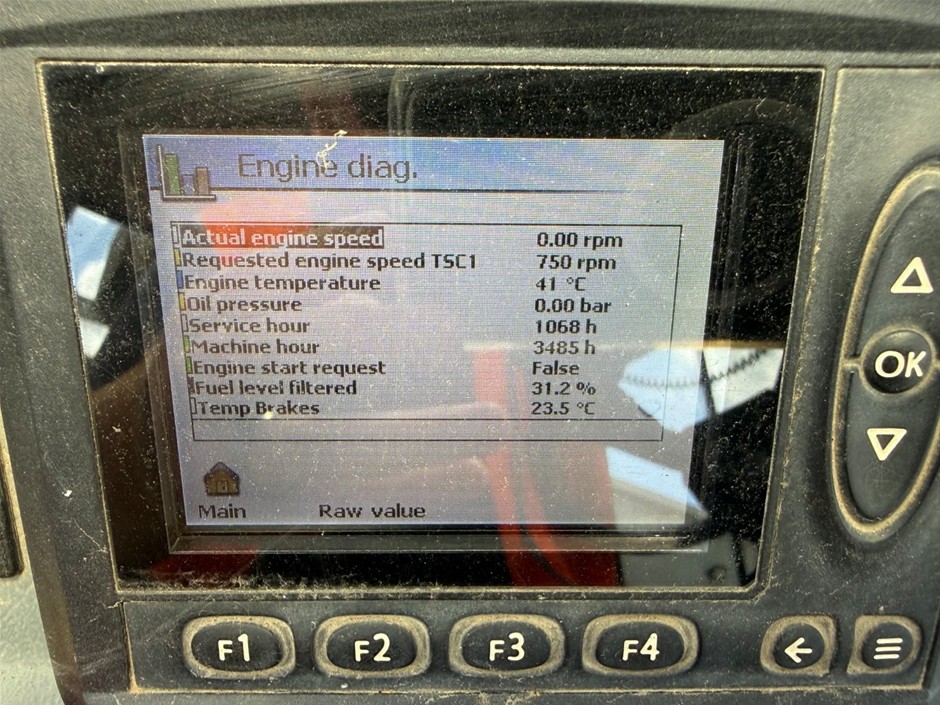 Engine diag.
Actual engine speed 0.00 rpm
Requested engine speed TSC1 750 rpm
Engine temperature 41 °C
Oil pressure 0.00 bar
Service hour 1068 h
Machine hour 3485 h
Engine start request False
Fuel level filtered 31.2 %
Temp Brakes 23.5 °C
Main Raw value
OK
F1 F2 F3 F4